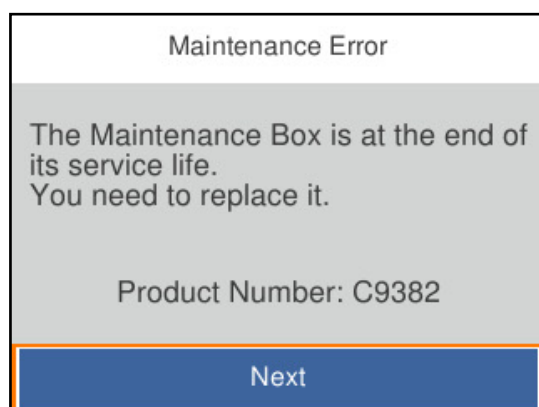 Maintenance Error
The Maintenance Box is at the end of
its service life.
You need to replace it.
Product Number: C9382
Next